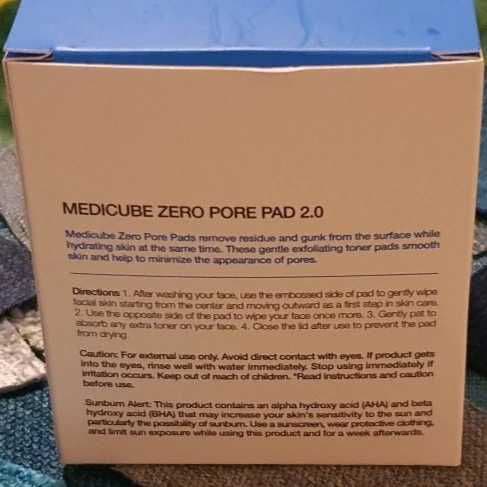 MEDICUBE ZERO PORE PAD 2.0
Medicube Zero Pore Pads remove residue and gunk from the surface while
hydrating skin at the same time. These gentle exfoliating toner pads smooth
skin and help to minimize the appearance of pores.
Directions 1. After washing your face, use the embossed side of pad to gently wipe
facial skin starting from the center and moving outward as a first step in skin care.
2. Use the opposite side of the pad to wipe your face once more. 3. Gently pat to
absorb any extra toner on your face. 4. Close the lid after use to prevent the pad
from drying.
Caution: For external use only. Avoid direct contact with eyes. If product gets
into the eyes, rinse well with water immediately. Stop using immediately if
irritation occurs. Keep out of reach of children. *Read instructions and caution
before use.
Sunburn Alert: This product contains an alpha hydroxy acid (AHA) and beta
hydroxy acid (BHA) that may increase your skin's sensitivity to the sun and
particularly the possibility of sunburn. Use a sunscreen, wear protective clothing,
and limit sun exposure while using this product and for a week afterwards.